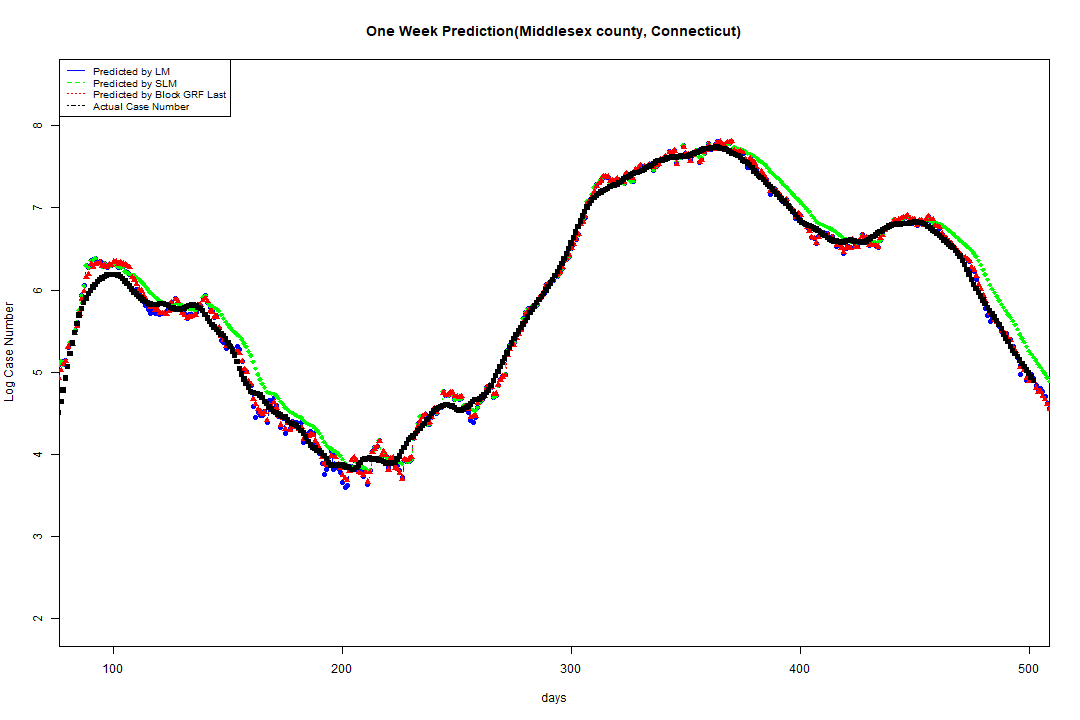 One Week Prediction(Middlesex county, Connecticut)
Predicted by LM
Predicted by SLM
Predicted by Block GRF Last
Actual Case Number
8
7
6
5
4
3
2
Log Case Number
100 200 300 400 500
days